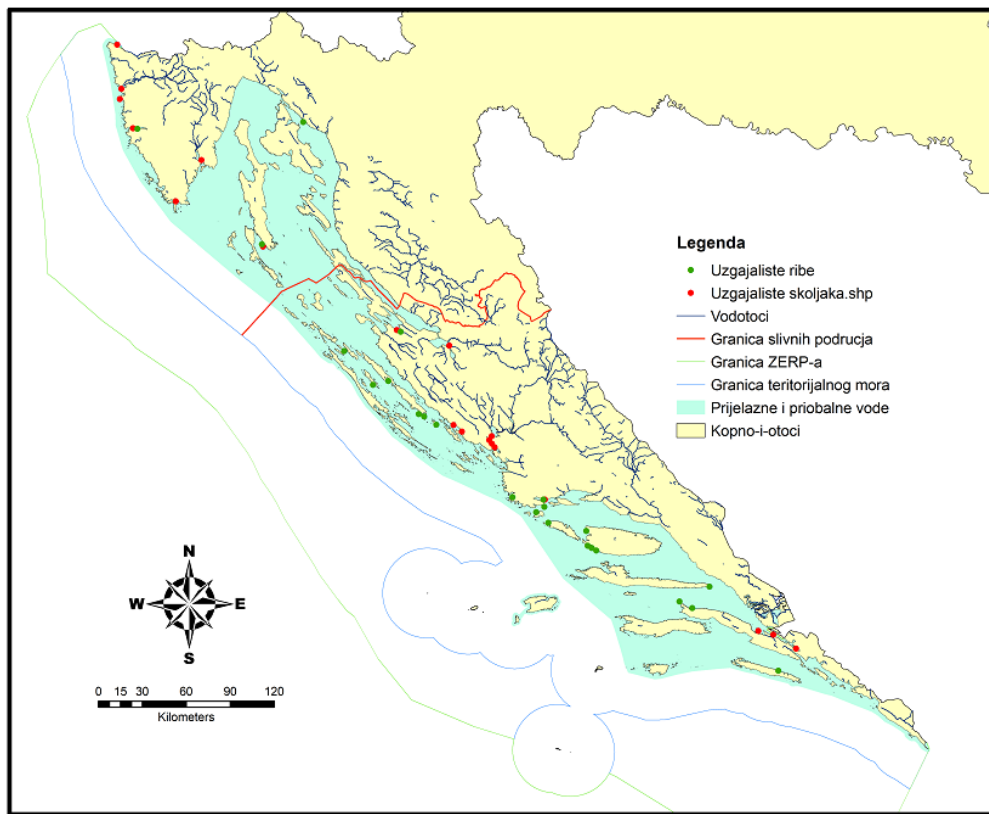 Legenda
Uzgajaliste ribe
Uzgajaliste skoljaka.shp
Vodotoci
Granica slivnih podrucja
Granica ZERP-a
Granica teritorijalnog mora
Prijelazne i priobalne vode
Kopno-i-otoci
N
W E
S
0 15 30 60 90 120
Kilometers